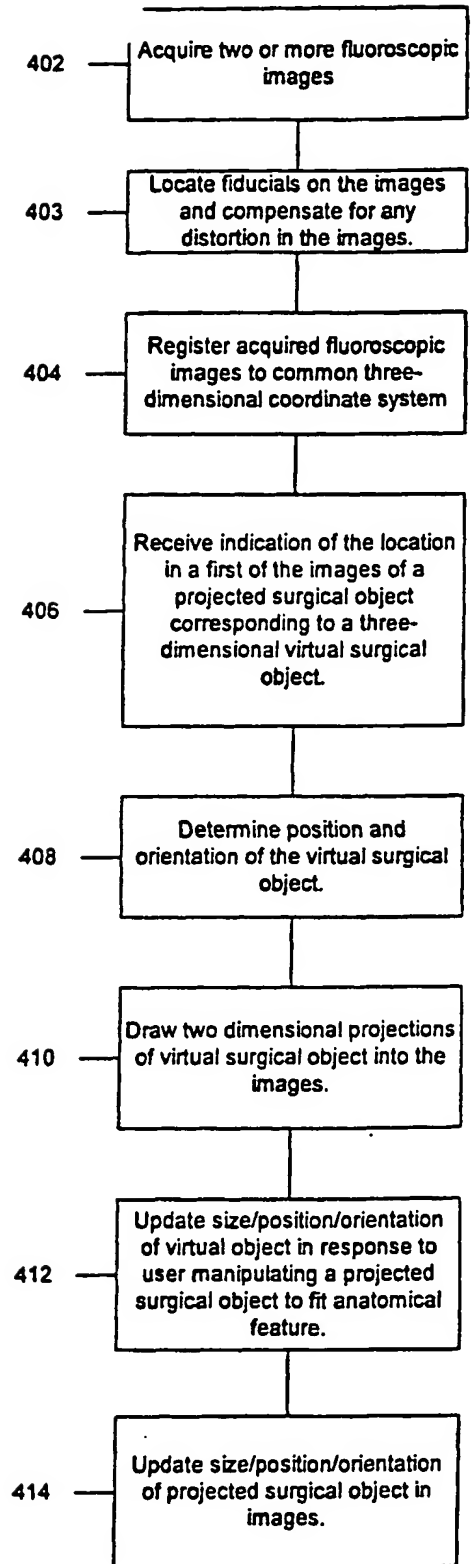 402
Acquire two or more fluoroscopic
images
403
Locate fiducials on the images
and compensate for any
distortion in the images.
404
Register acquired fluoroscopic
images to common three-
dimensional coordinate system
406
Receive indication of the location
in a first of the images of a
projected surgical object
corresponding to a three-
dimensional virtual surgical
object.
408
Determine position and
orientation of the virtual surgical
object.
410
Draw two dimensional projections
of virtual surgical object into the
images.
412
Update size/position/orientation
of virtual object in response to
user manipulating a projected
surgical object to fit anatomical
feature.
414
Update size/position/orientation
of projected surgical object in
images.